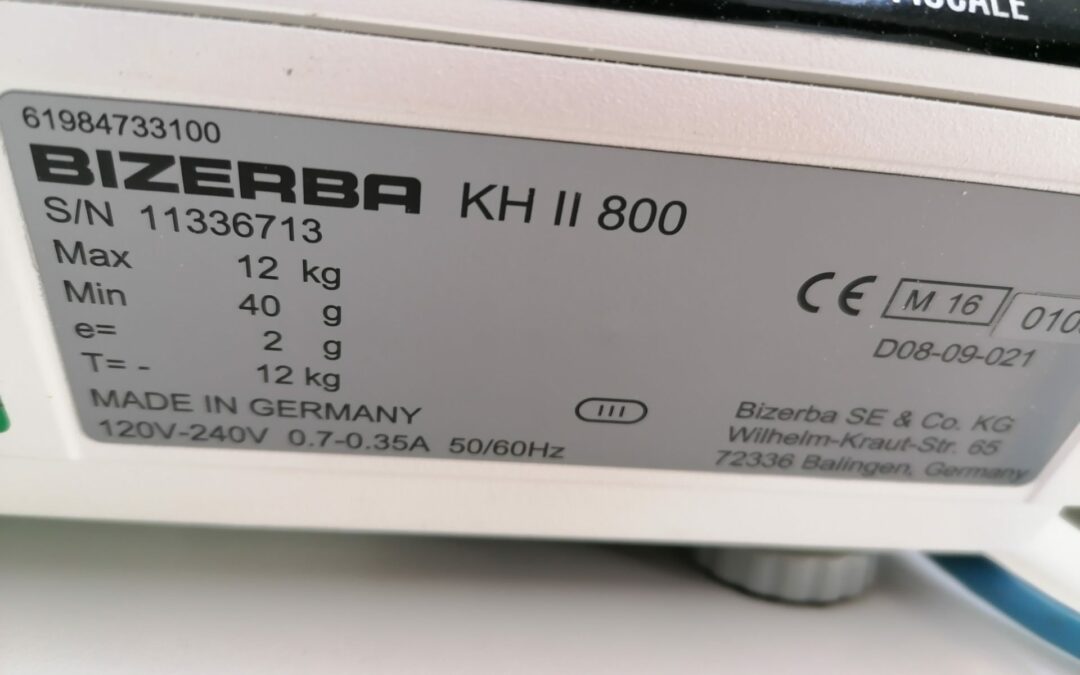 61984733100
BIZERBA KH II 800
S/N 11336713
Max 12 kg
Min 40 g
e= 2 g
T= - 12 kg
MADE IN GERMANY
120V-240V 0.7-0.35A 50/60Hz
CE M 16 010
D08-09-021
III
Bizerba SE & Co. KG
Wilhelm-Kraut-Str. 65
72336 Balingen, Germany